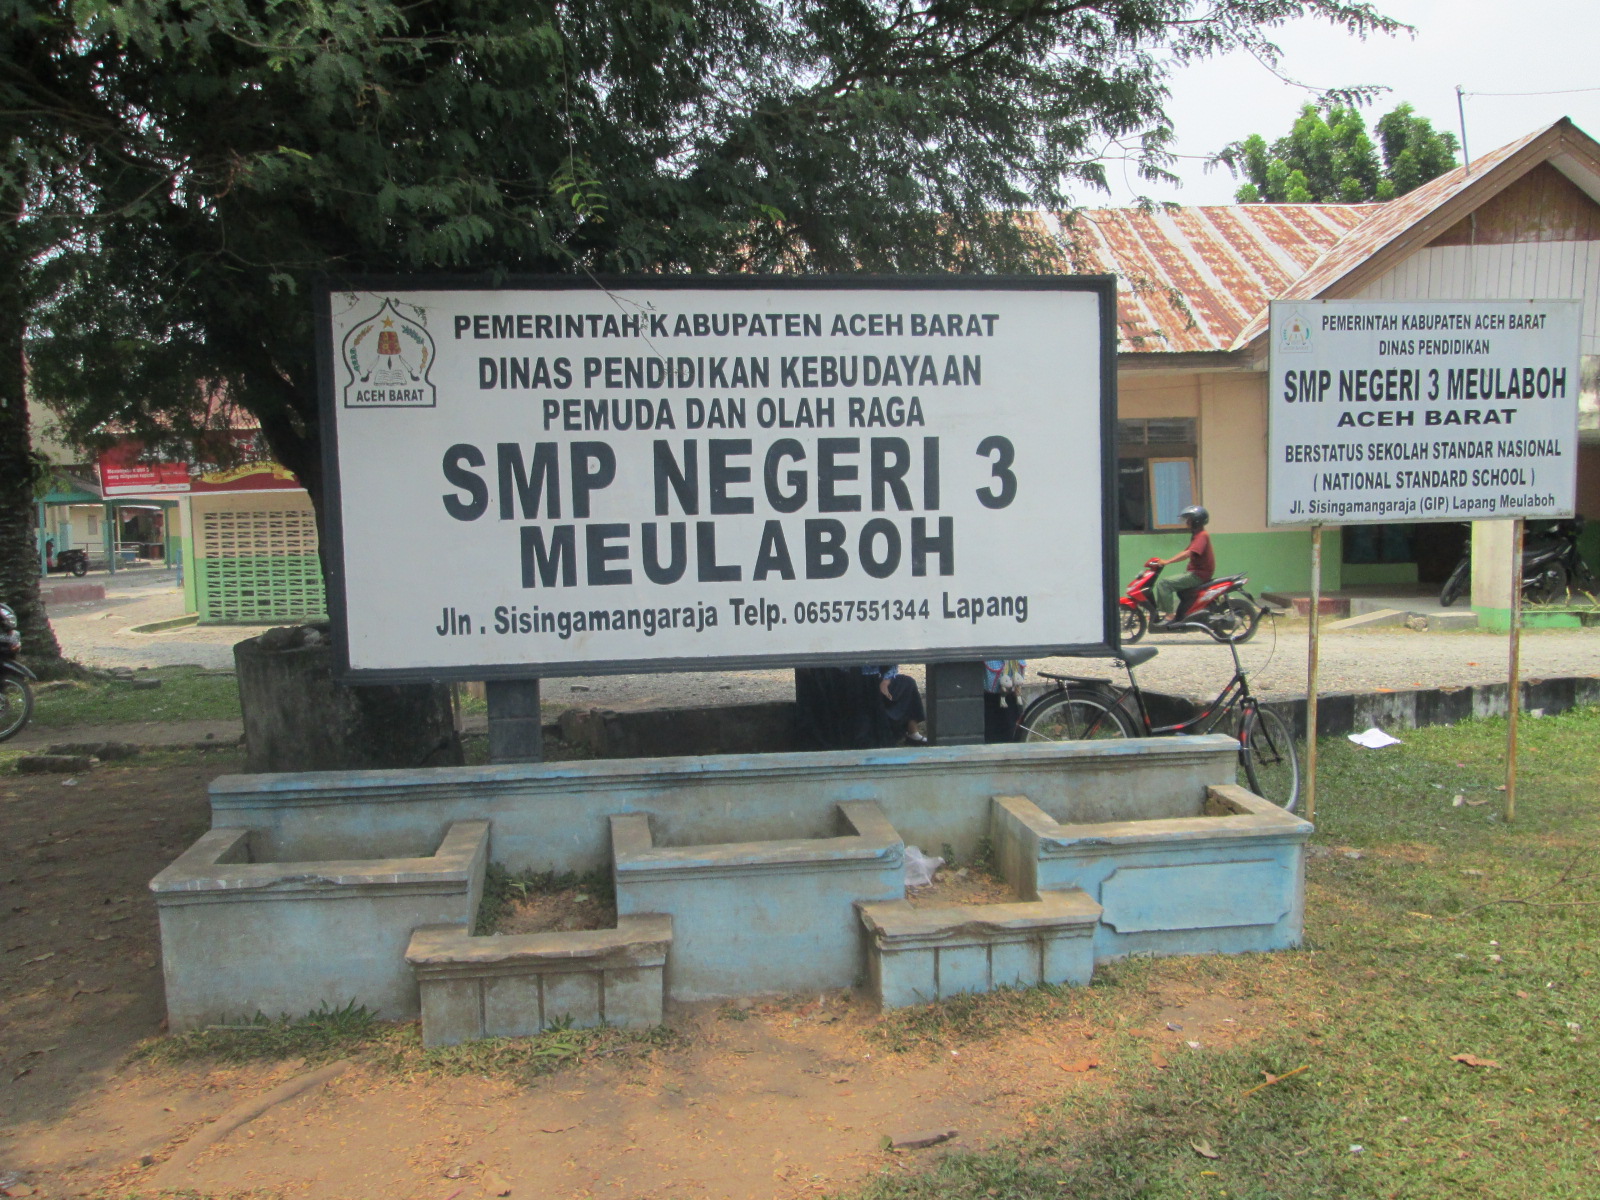 PEMERINTAH KABUPATEN ACEH BARAT
DINAS PENDIDIKAN KEBUDAYAAN
PEMUDA DAN OLAH RAGA
SMP NEGERI 3
MEULABOH
Jln . Sisingamangaraja Telp. 06557551344 Lapang
ACEH BARAT
PEMERINTAH KABUPATEN ACEH BARAT
DINAS PENDIDIKAN
SMP NEGERI 3 MEULABOH
ACEH BARAT
BERSTATUS SEKOLAH STANDAR NASIONAL
( NATIONAL STANDARD SCHOOL )
Jl. Sisingamangaraja (GIP) Lapang Meulaboh